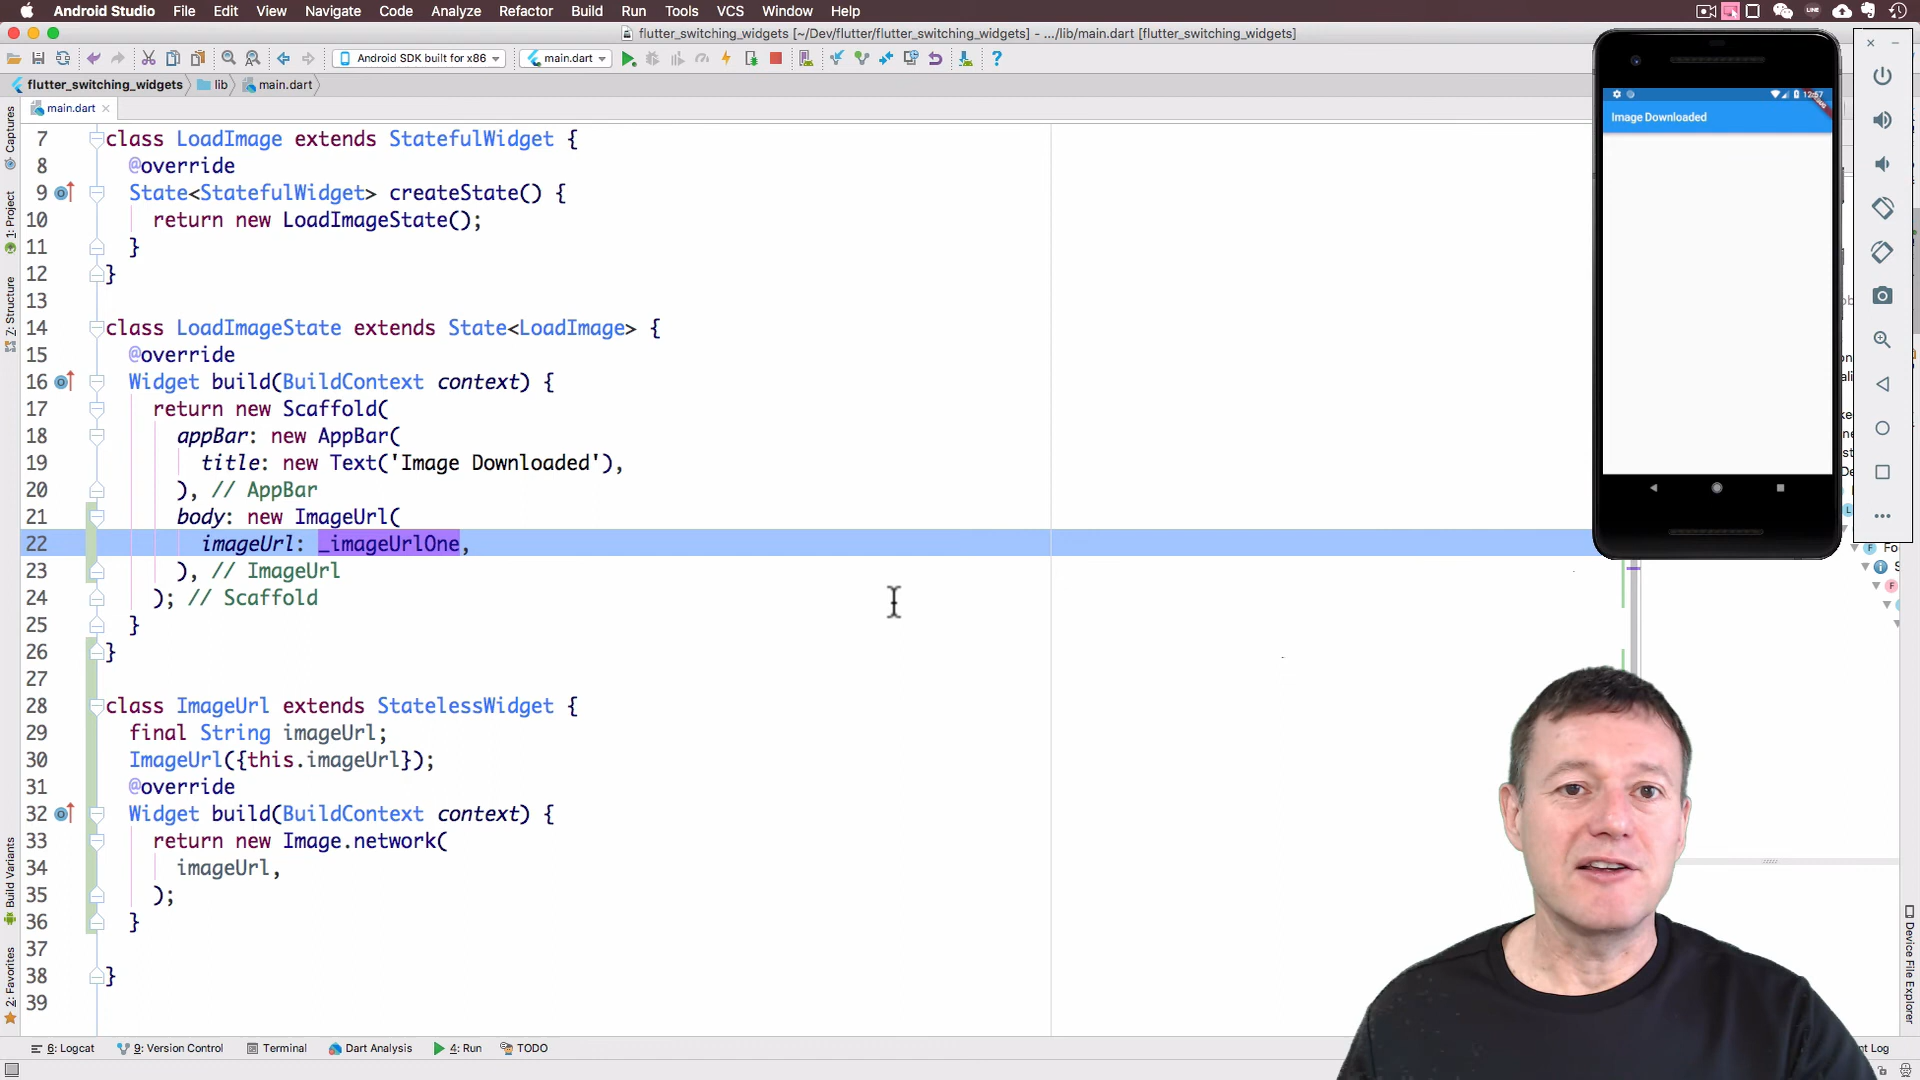 Android Studio File Edit View Navigate Code Analyze Refactor Build Run Tools VCS Window Help
flutter_switching_widgets [~/Dev/flutter/flutter_switching_widgets] - .../lib/main.dart [flutter_switching_widgets]
Android SDK built for x86 main.dart
flutter_switching_widgets lib main.dart
main.dart
7 class LoadImage extends StatefulWidget {
8 @override
9 State<StatefulWidget> createState() {
10 return new LoadImageState();
11 }
12 }
13
14 class LoadImageState extends State<LoadImage> {
15 @override
16 Widget build(BuildContext context) {
17 return new Scaffold(
18 appBar: new AppBar(
19 title: new Text('Image Downloaded'),
20 ), // AppBar
21 body: new ImageUrl(
22 imageUrl: _imageUrlOne,
23 ), // ImageUrl
24 ); // Scaffold
25 }
26 }
27
28 class ImageUrl extends StatelessWidget {
29 final String imageUrl;
30 ImageUrl({this.imageUrl});
31 @override
32 Widget build(BuildContext context) {
33 return new Image.network(
34 imageUrl,
35 );
36 }
37
38 }
39
Captures
1: Project
7: Structure
Build Variants
2: Favorites
12:57
Image Downloaded
Fo
S
Device File Explorer
6: Logcat 9: Version Control Terminal Dart Analysis 4: Run TODO
nt Log